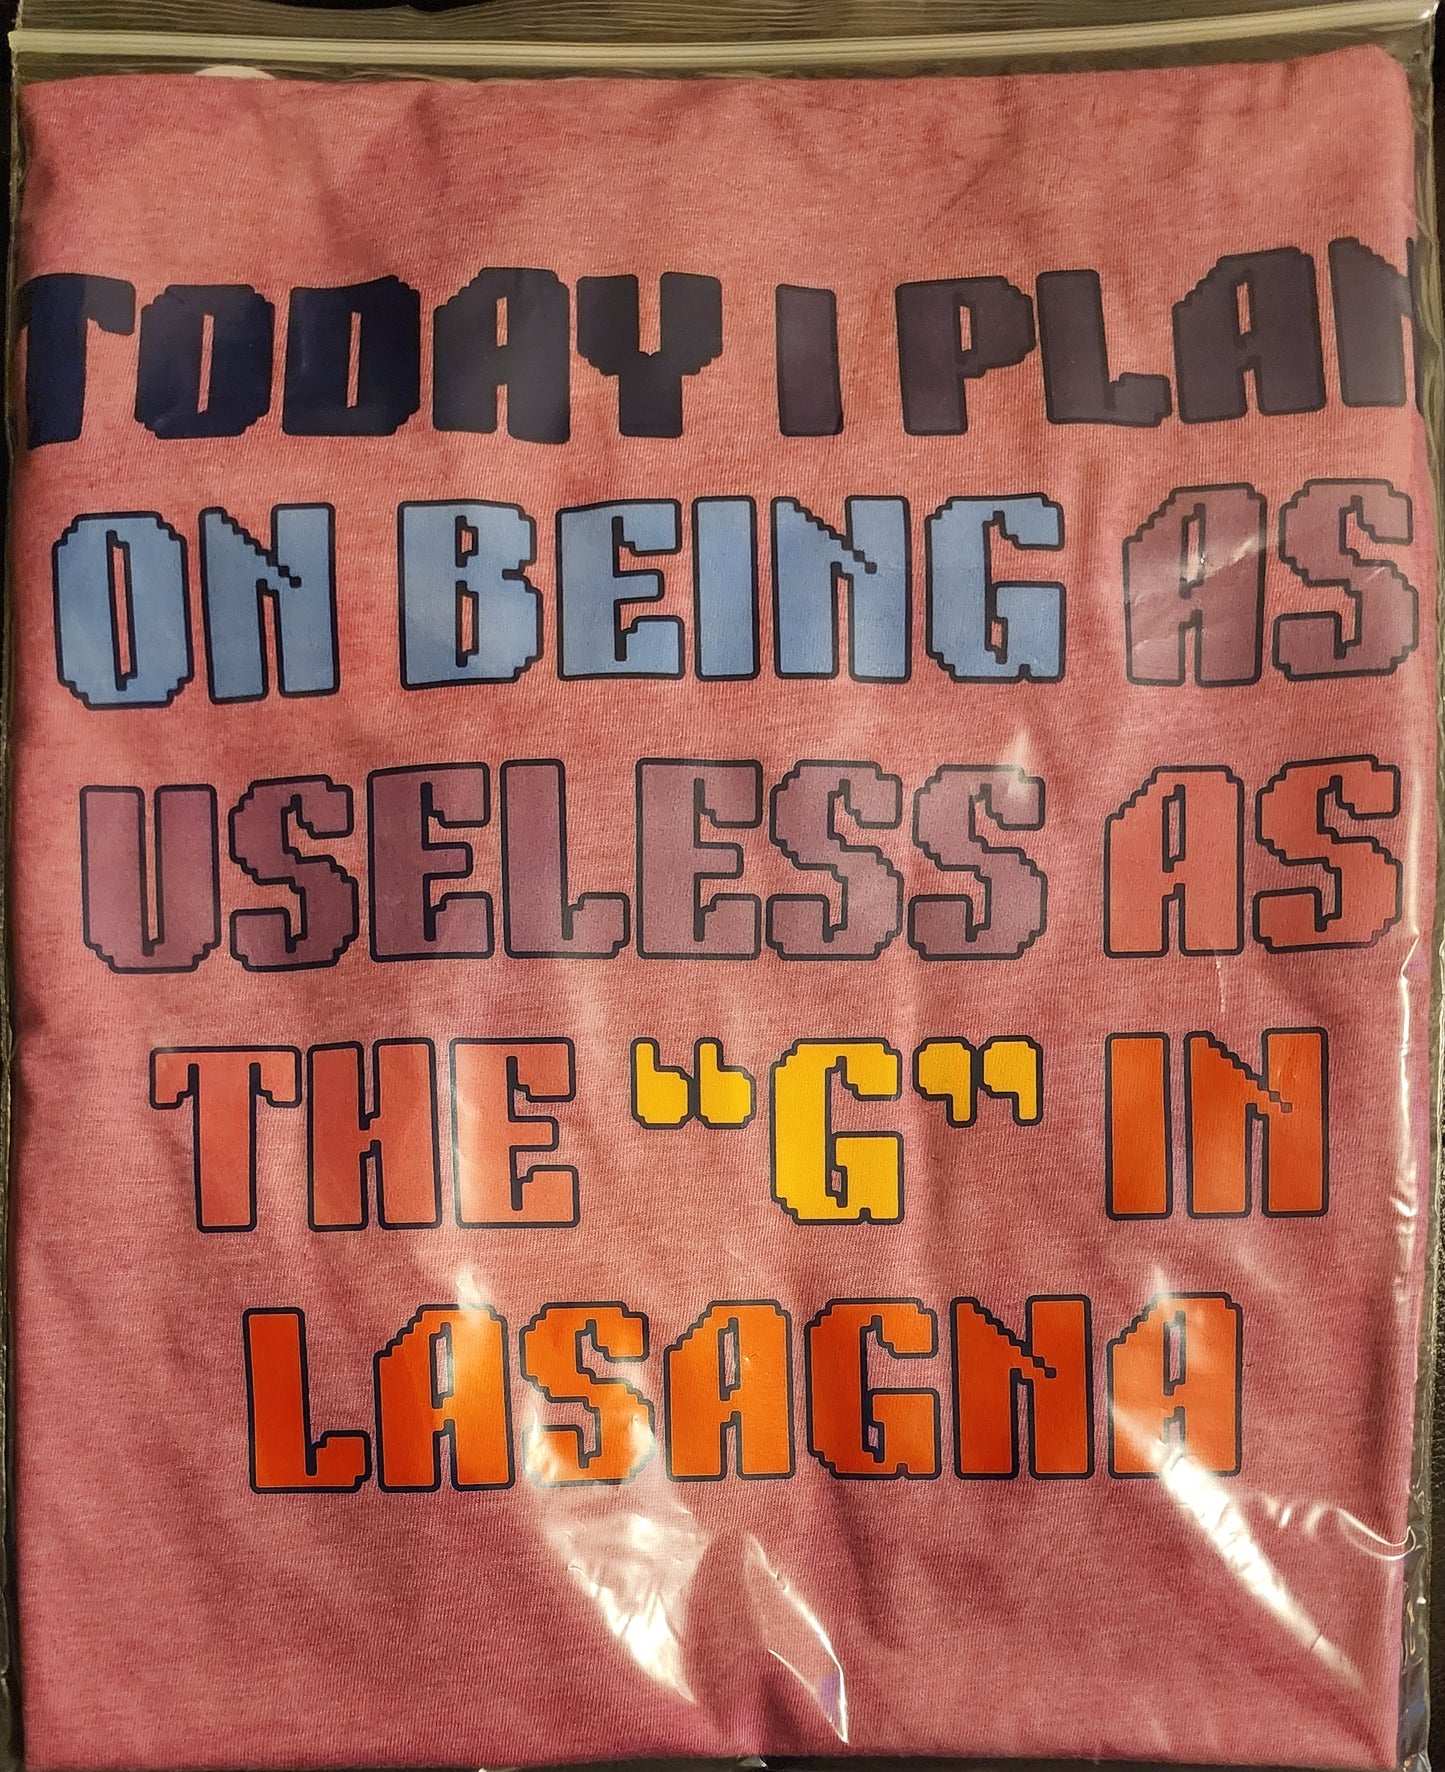 TODAY I PLAN
ON BEING AS
USELESS AS
THE “G” IN
LASAGNA